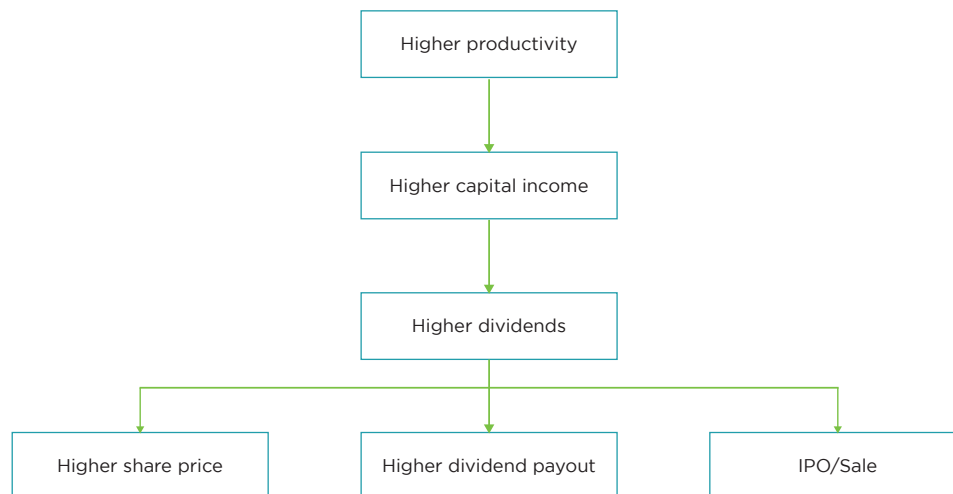 Higher productivity
Higher capital income
Higher dividends
Higher share price
Higher dividend payout
IPO/Sale